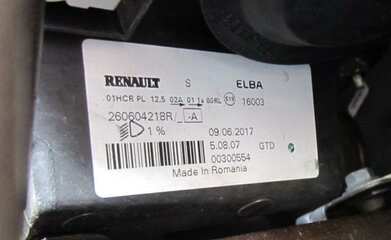 RENAULT S ELBA
01HCR PL 12,5 02A 01 1a 00RL E19 16003
260604218R / -A
1 % 09.06.2017
5.08.07 GTD
00300554
Made In Romania